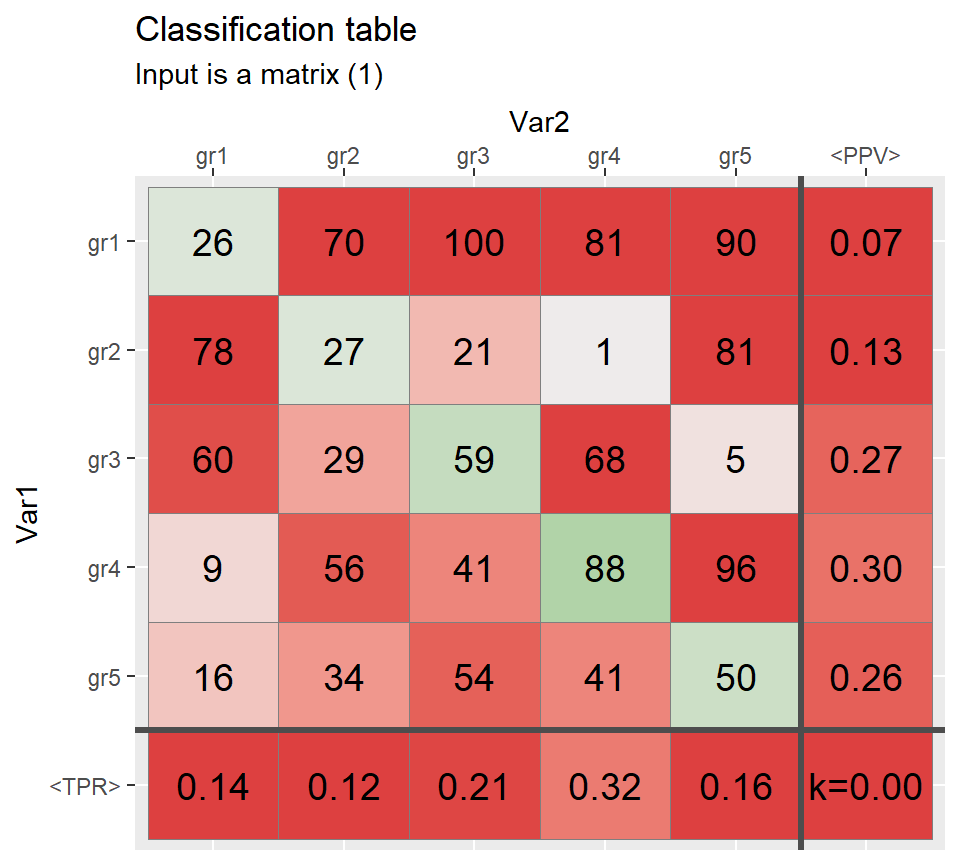 Classification table
Input is a matrix (1)
Var2
gr1 gr2 gr3 gr4 gr5 <PPV>
gr1 26 70 100 81 90 0.07
gr2 78 27 21 1 81 0.13
gr3 60 29 59 68 5 0.27
Var1
gr4 9 56 41 88 96 0.30
gr5 16 34 54 41 50 0.26
<TPR> 0.14 0.12 0.21 0.32 0.16 k=0.00